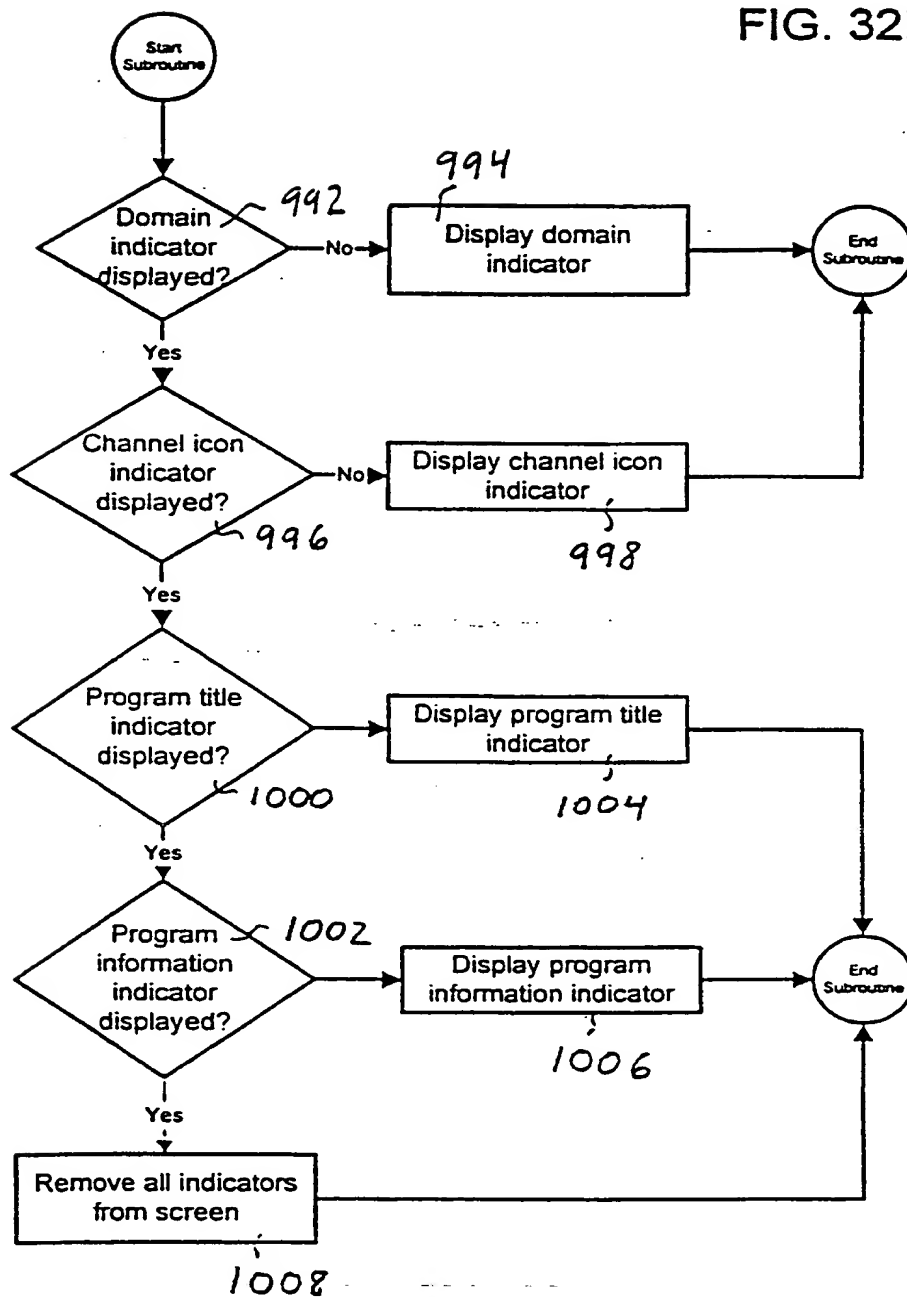 FIG. 32
Start
Subroutine
Domain
indicator
displayed?
992
No
994
Display domain
indicator
End
Subroutine
Yes
Channel icon
indicator
displayed?
996
No
Display channel icon
indicator
998
Yes
Program title
indicator
displayed?
1000
Display program title
indicator
1004
Yes
Program
information
indicator
displayed?
1002
Display program
information indicator
1006
End
Subroutine
Yes
Remove all indicators
from screen
1008